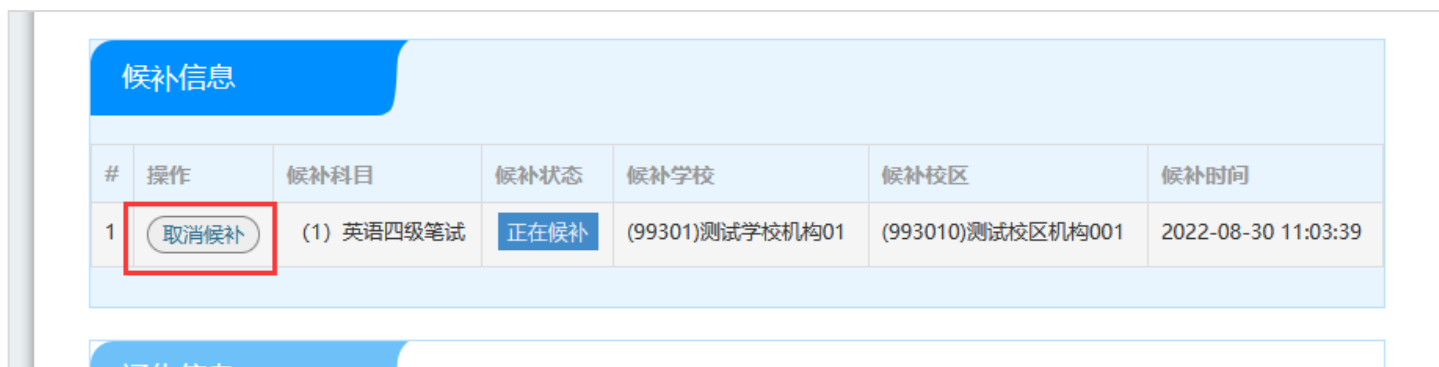 候补信息
# 操作 候补科目 候补状态 候补学校 候补校区 候补时间
1 取消候补 (1) 英语四级笔试 正在候补 (99301)测试学校机构01 (993010)测试校区机构001 2022-08-30 11:03:39